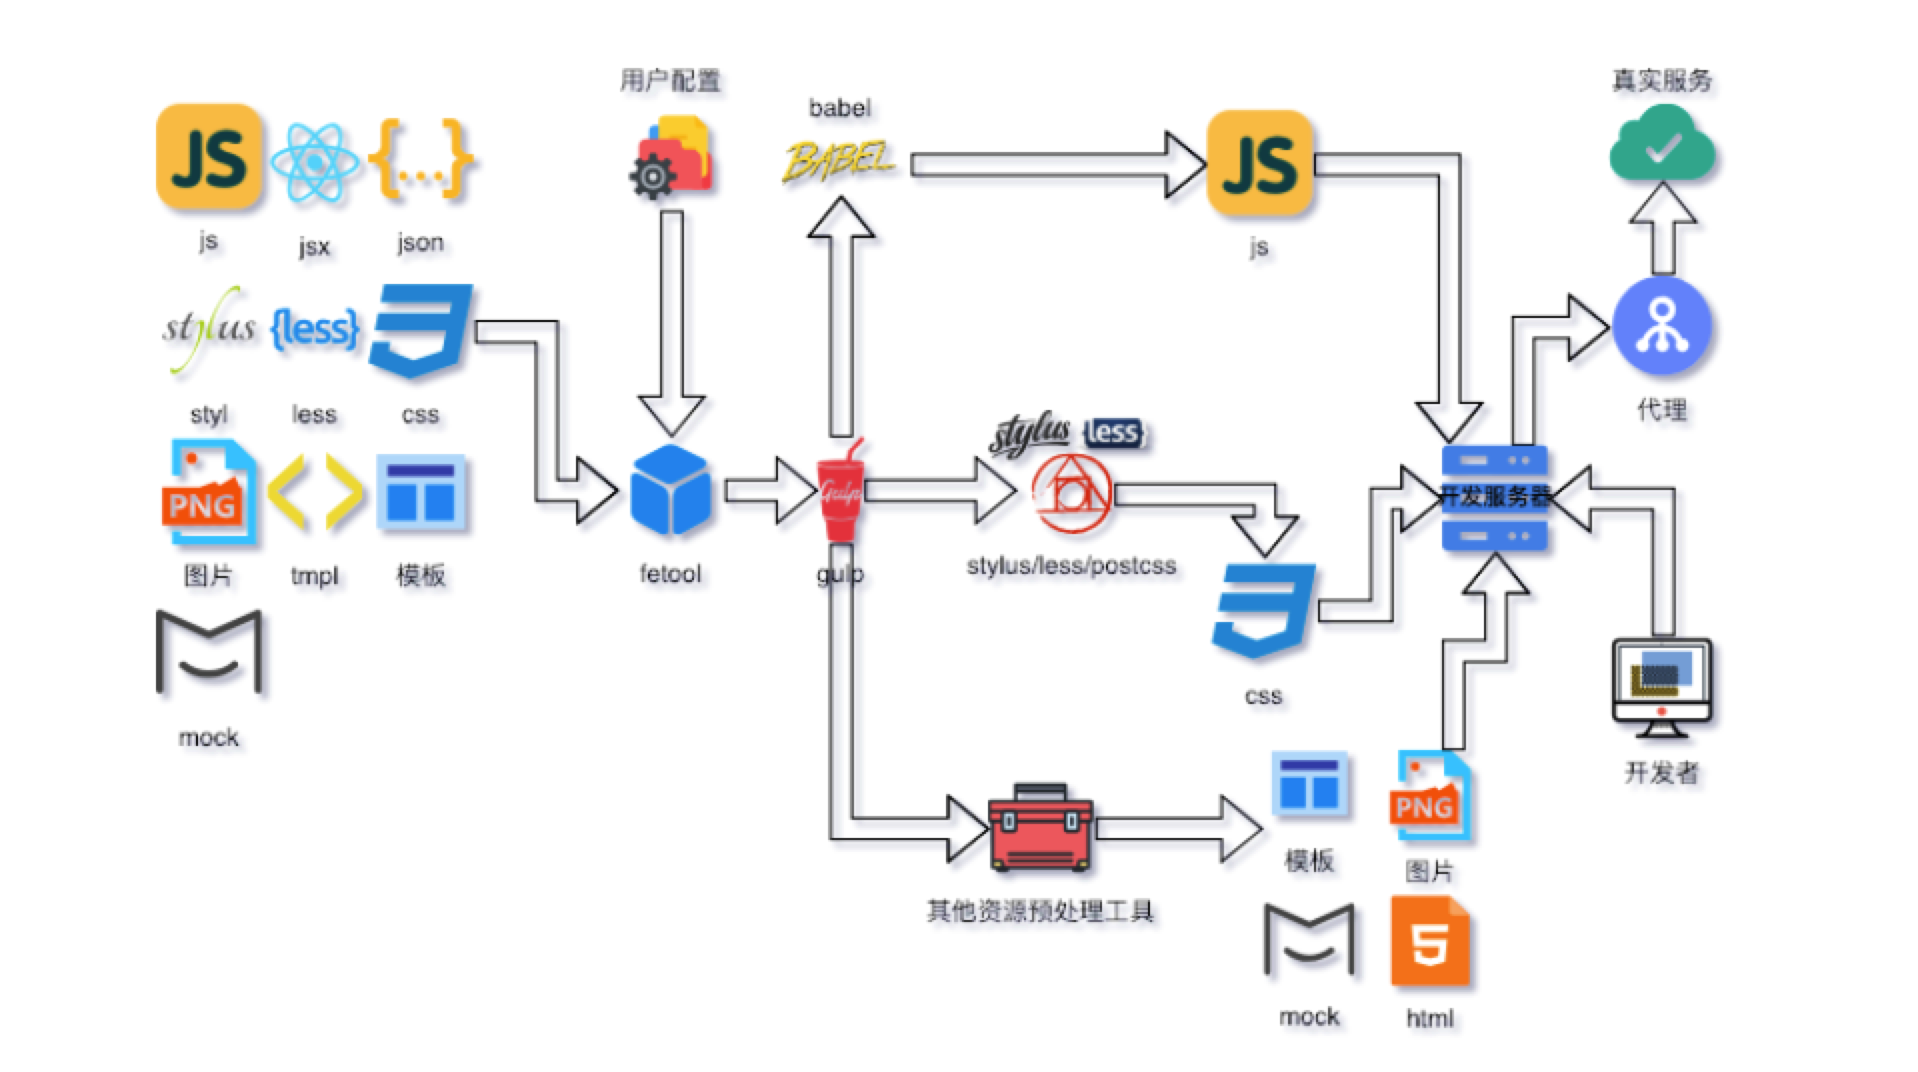 用户配置
真实服务
babel
BABEL
JS
{...}
JS
js
jsx
json
js
stylus
{less}
styl
less
css
代理
stylus
less
Gulp
开发服务器
PNG
图片
tmpl
模板
fetool
gulp
stylus/less/postcss
css
mock
开发者
PNG
模板
图片
其他资源预处理工具
5
mock
html